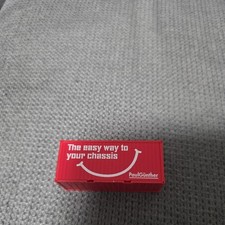 The easy way to
your chassis
PaulGünther